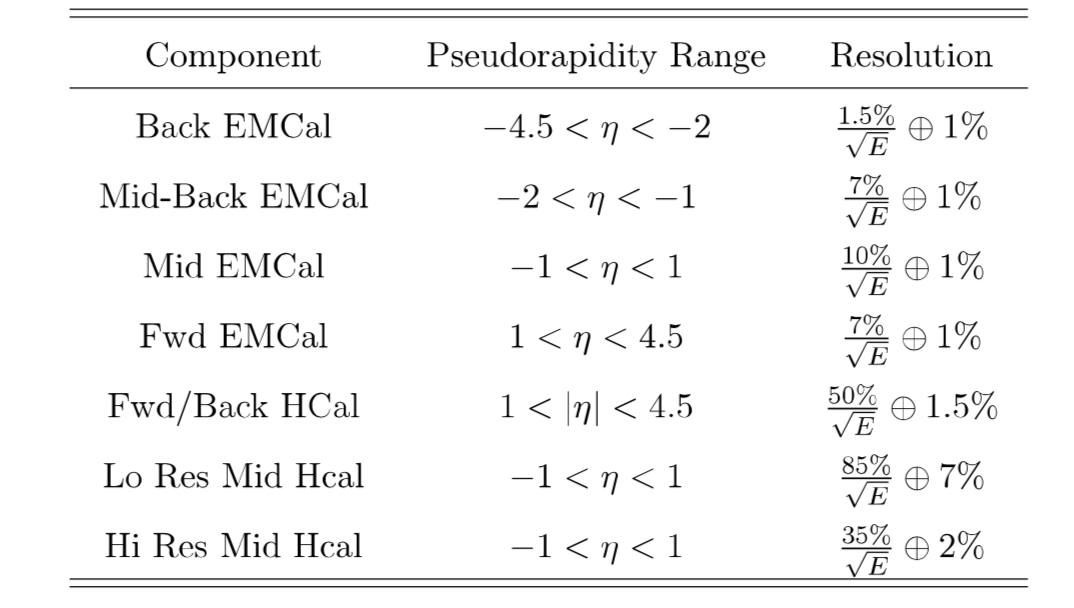 Component Pseudorapidity Range Resolution
Back EMCal −4.5 < η < −2 1.5%/√E ⊕ 1%
Mid-Back EMCal −2 < η < −1 7%/√E ⊕ 1%
Mid EMCal −1 < η < 1 10%/√E ⊕ 1%
Fwd EMCal 1 < η < 4.5 7%/√E ⊕ 1%
Fwd/Back HCal 1 < |η| < 4.5 50%/√E ⊕ 1.5%
Lo Res Mid Hcal −1 < η < 1 85%/√E ⊕ 7%
Hi Res Mid Hcal −1 < η < 1 35%/√E ⊕ 2%